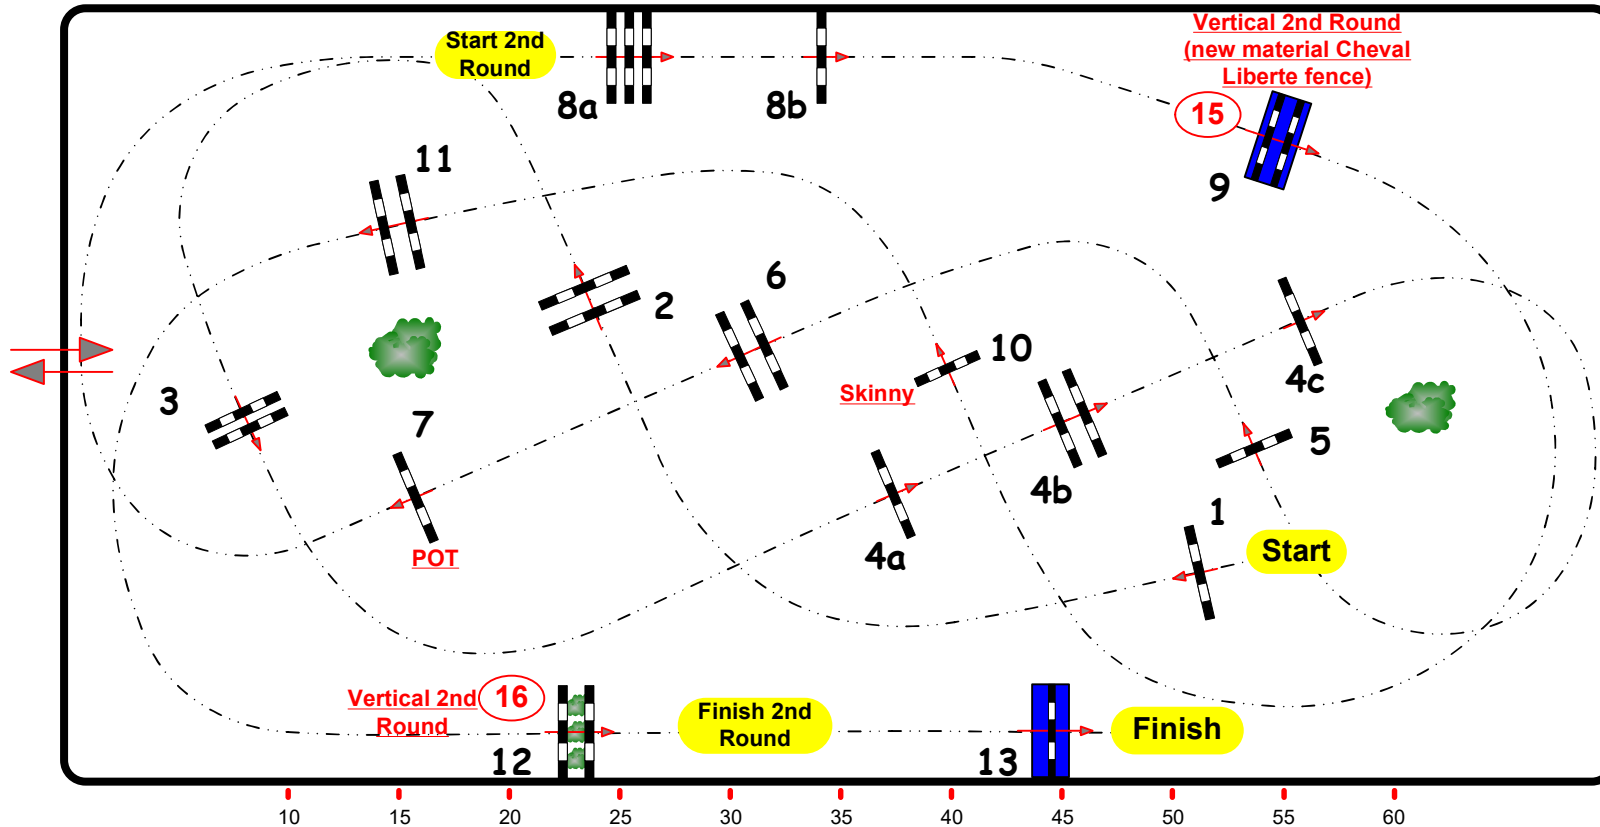 Vertical 2nd Round
(new material Cheval
Liberte fence)
Start 2nd
Round
8a
8b
15
9
11
2
6
10
Skinny
3
7
4c
5
4b
1
4a
POT
Start
Vertical 2nd
Round
16
12
Finish 2nd
Round
13
Finish
10 15 20 25 30 35 40 45 50 55 60